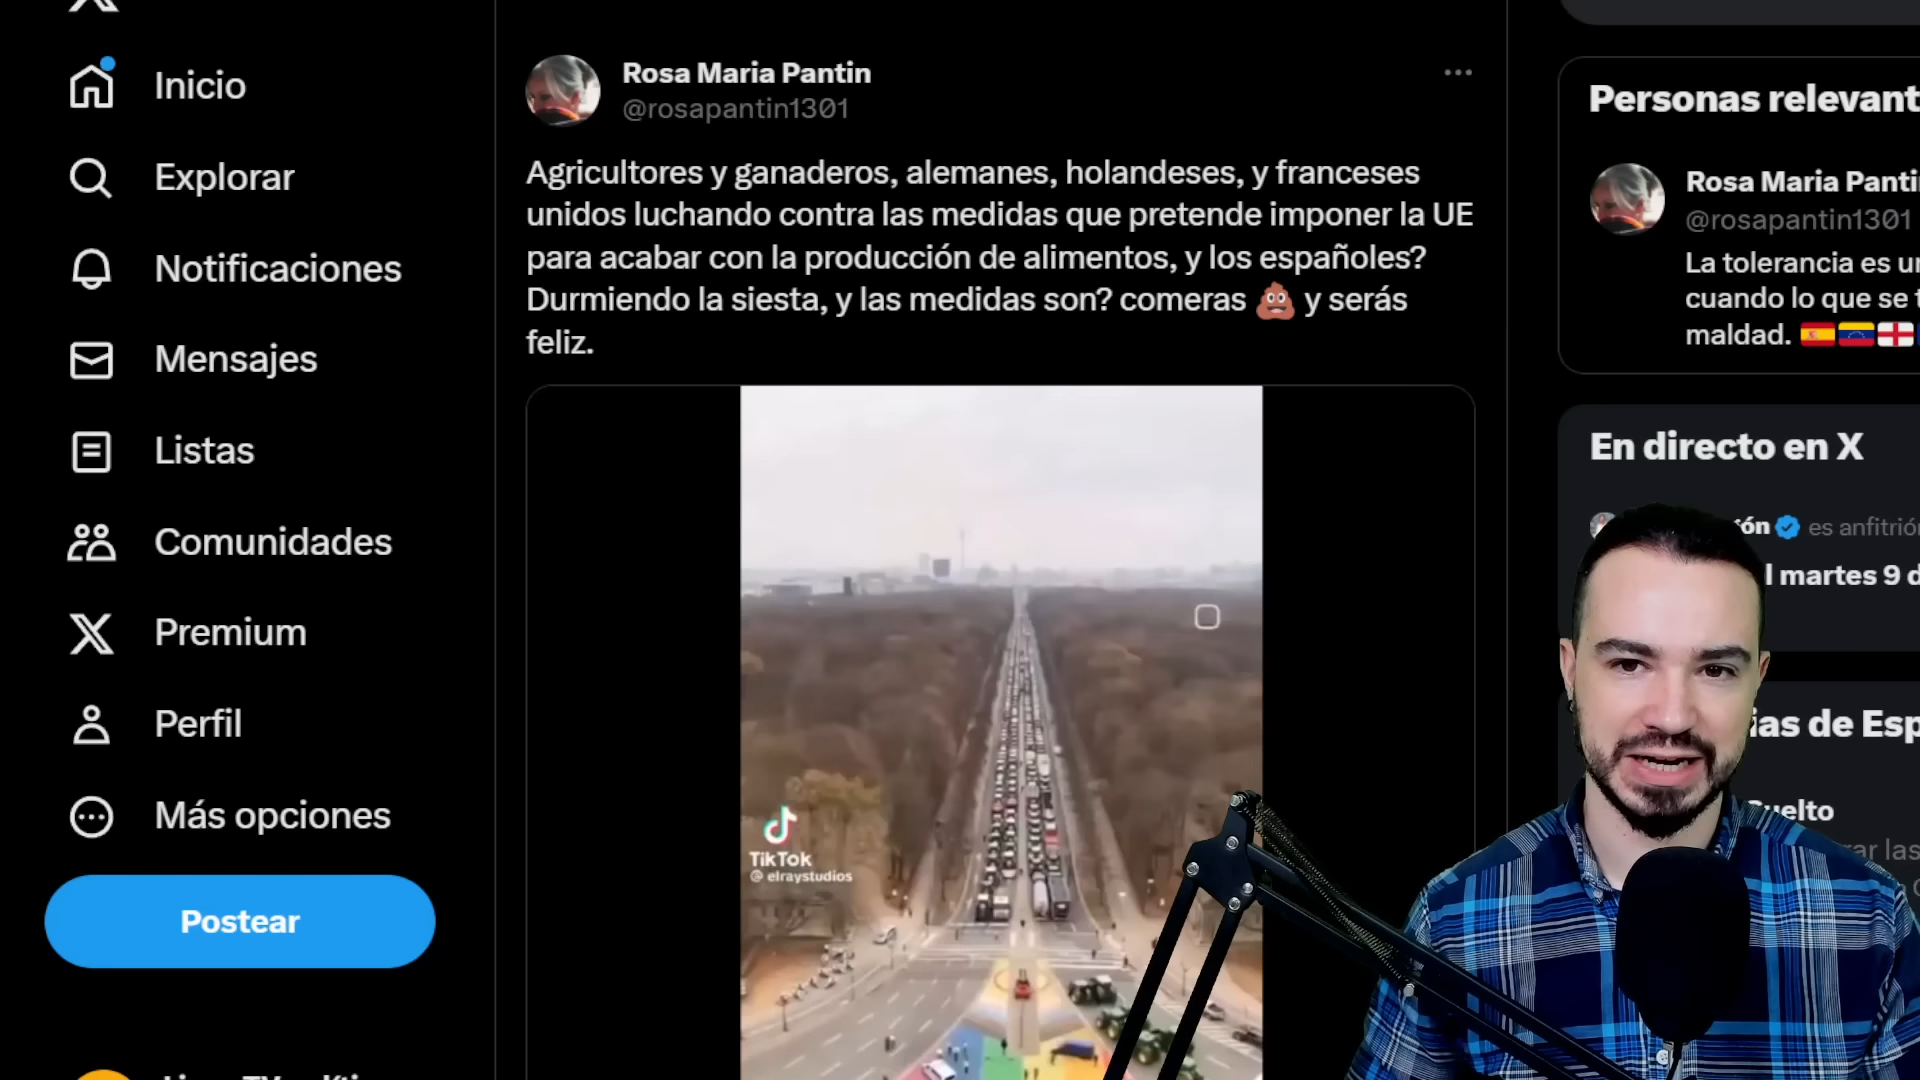 Inicio
Explorar
Notificaciones
Mensajes
Listas
Comunidades
Premium
Perfil
Más opciones
Postear
Rosa Maria Pantin
@rosapantin1301
Agricultores y ganaderos, alemanes, holandeses, y franceses
unidos luchando contra las medidas que pretende imponer la UE
para acabar con la producción de alimentos, y los españoles?
Durmiendo la siesta, y las medidas son? comeras 💩 y serás
feliz.
TikTok
@elraystudios
Personas relevant
Rosa Maria Panti
@rosapantin1301
La tolerancia es u
cuando lo que se t
maldad. 🇪🇸🇻🇪
En directo en X
ón es anfitrió
l martes 9 d
ias de Esp
uelto
rar las